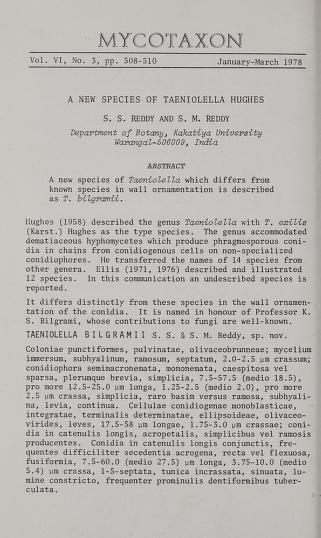 MYCOTAXON
Vol. VI, No. 3, pp. 508-510 January-March 1978
A NEW SPECIES OF TAENIOLELLA HUGHES
S. S. REDDY AND S. M. REDDY
Department of Botany, Kakatiya University
Warangal-506009, India
ABSTRACT
A new species of Taeniolella which differs from
known species in wall ornamentation is described
as T. bilgramii.
Hughes (1958) described the genus Taeniolella with T. exilis
(Karst.) Hughes as the type species. The genus accommodated
dematiaceous hyphomycetes which produce phragmosporous coni-
dia in chains from conidiogenous cells on non-specialized
conidiophores. He transferred the names of 14 species from
other genera. Ellis (1971, 1976) described and illustrated
12 species. In this communication an undescribed species is
reported.
It differs distinctly from these species in the wall ornamen-
tation of the conidia. It is named in honour of Professor K.
S. Bilgrami, whose contributions to fungi are well-known.
TAENIOLELLA BILGRAMII S. S. & S. M. Reddy, sp. nov.
Coloniae punctiformes, pulvinatae, olivaceobrunneae; mycelium
immersum, subhyalinum, ramosum, septatum, 2.0-2.5 µm crassum;
conidiophora seminacronemata, mononemata, caespitosa vel
sparsa, plerunque brevia, simplicia, 7.5-57.5 (medio 18.5),
pro more 12.5-25.0 µm longa, 1.25-2.5 (medio 2.0), pro more
2.5 µm crassa, simplicia, raro basim versus ramosa, subhyali-
na, levia, continua. Cellulae conidiogenae monoblasticae,
integratae, terminalis determinatae, ellipsoideae, olivaceo-
virides, leves, 17.5-58 µm longae, 1.75-3.0 µm crassae; coni-
dia in catenulis longis, acropetalis, simplicibus vel ramosis
producentes. Conidia in catenulis longis conjunctis, fre-
quentes difficiliter secedentia acrogena, recta vel flexuosa,
fusiformia, 7.5-60.0 (medio 27.5) µm longa, 3.75-10.0 (medio
5.4) µm crassa, 1-5-septata, tunica incrassata, sinuata, lu-
mine constricto, frequenter prominulis dentiformibus tuber-
culata.